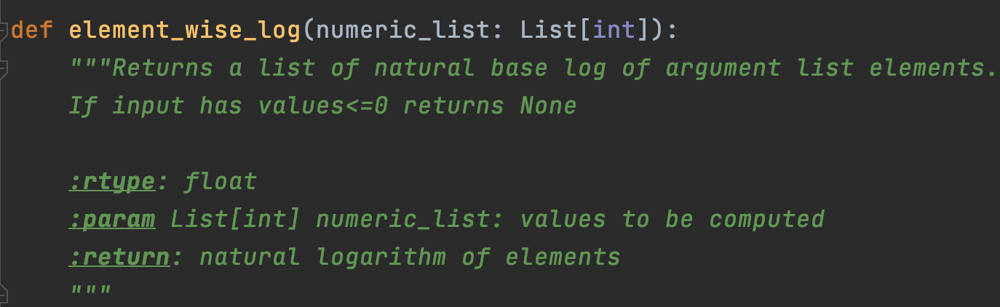 def element_wise_log(numeric_list: List[int]):
"""Returns a list of natural base log of argument list elements.
If input has values<=0 returns None
:rtype: float
:param List[int] numeric_list: values to be computed
:return: natural logarithm of elements
"""